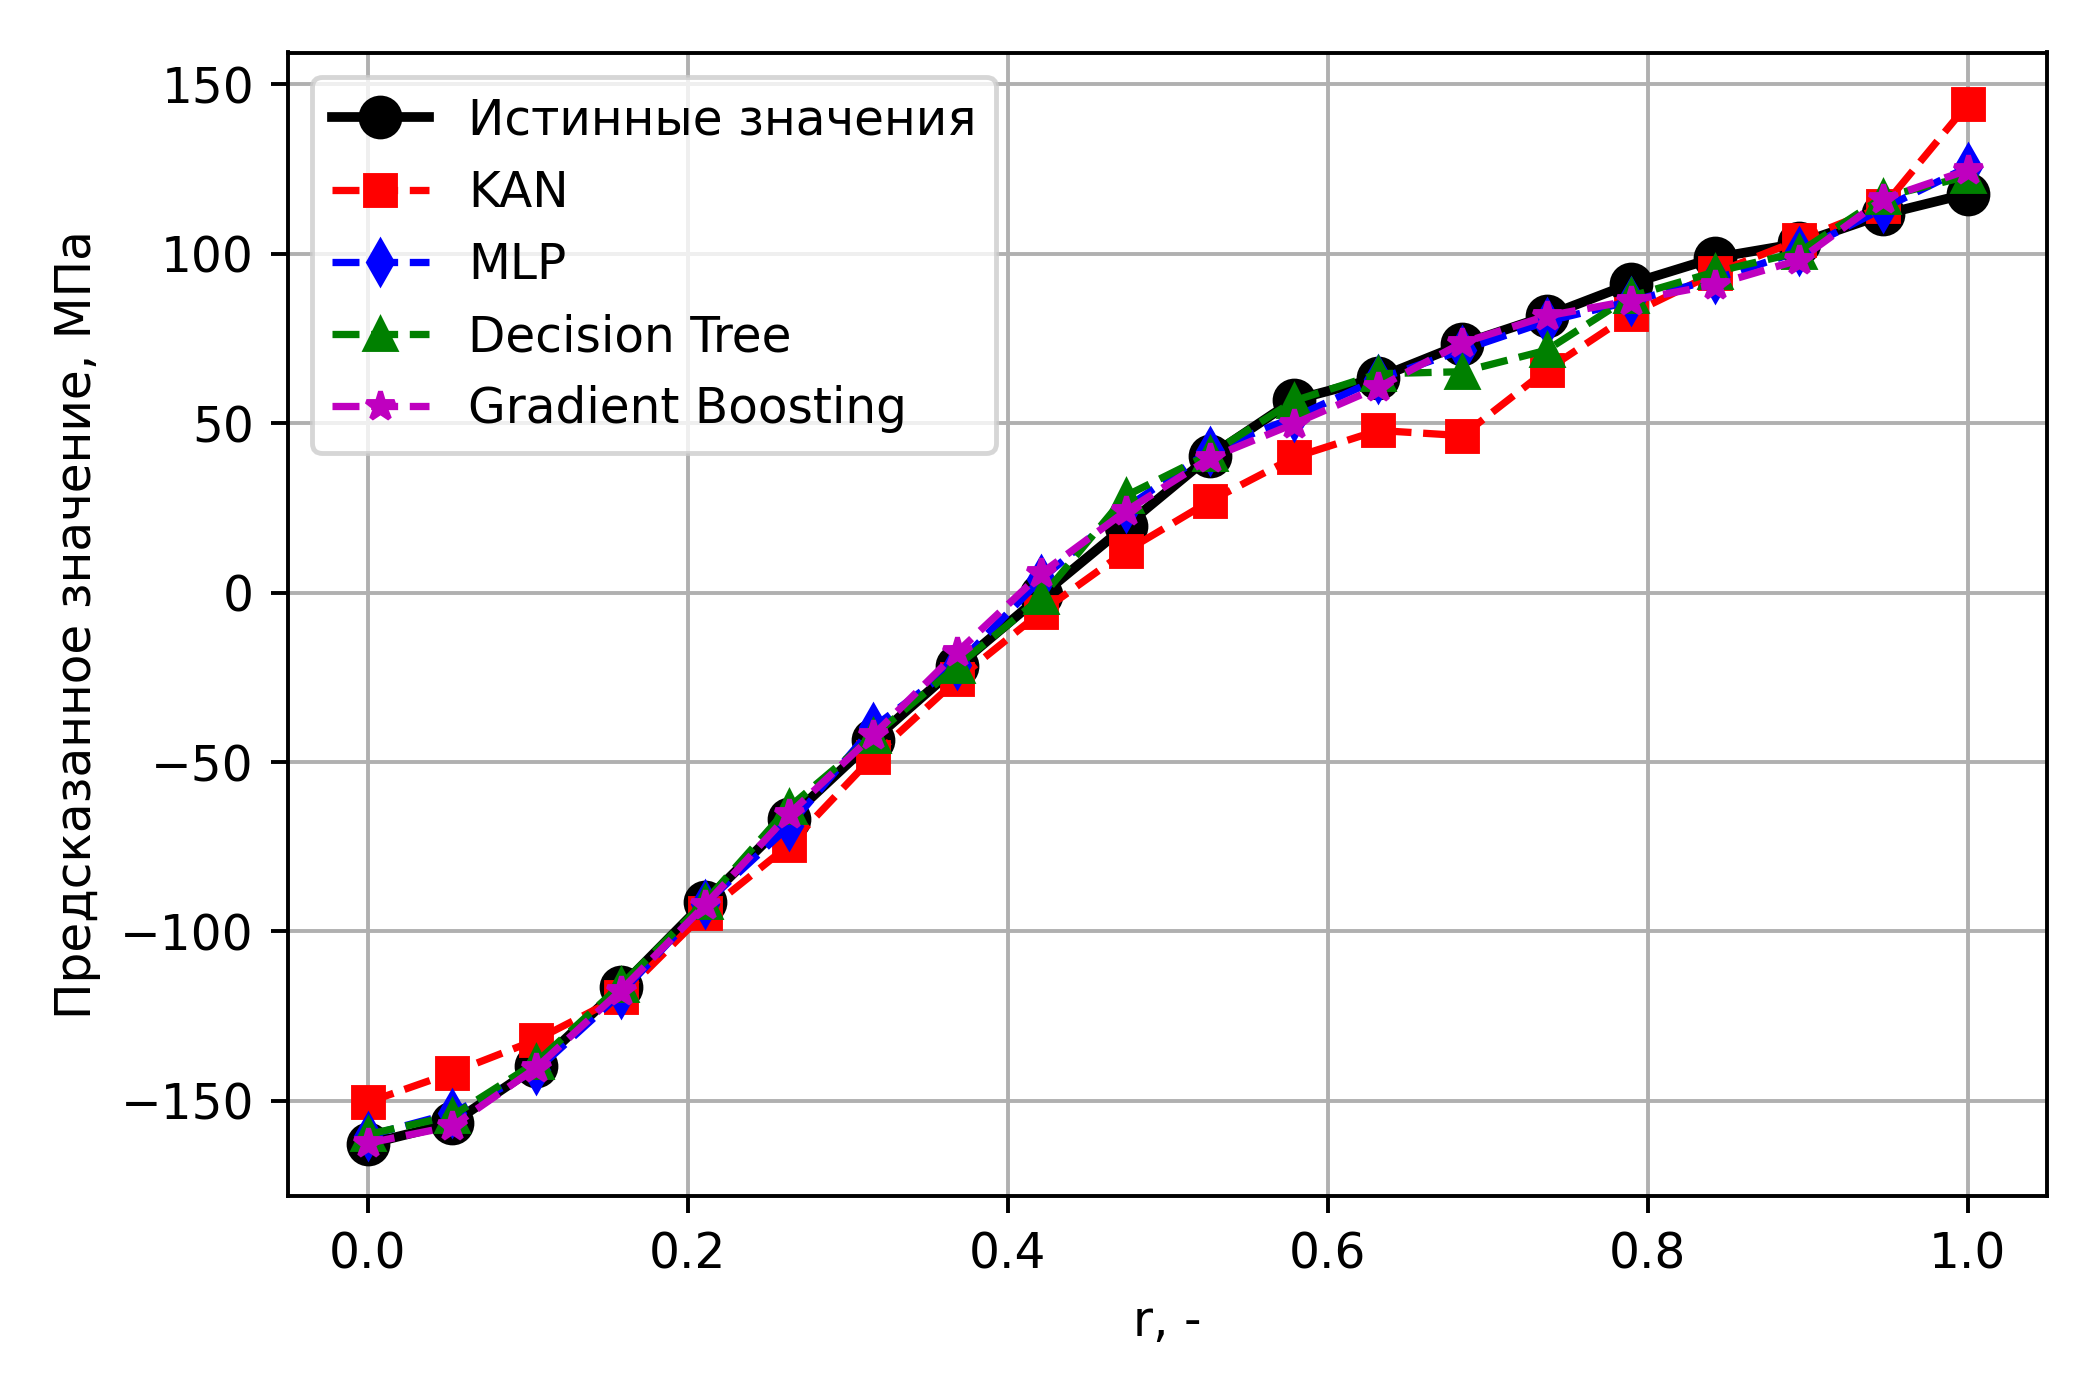 150
100
50
0
−50
−100
−150
Предсказанное значение, МПа
Истинные значения
KAN
MLP
Decision Tree
Gradient Boosting
0.0 0.2 0.4 0.6 0.8 1.0
r, -